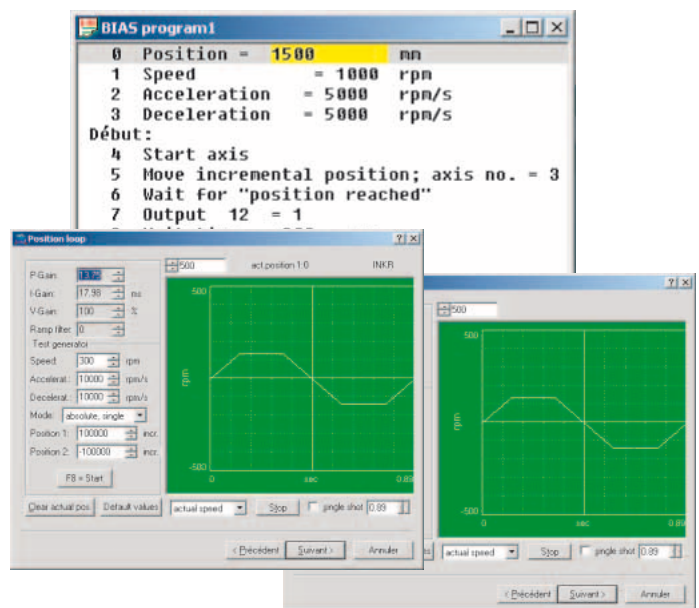 BIAS program1
0 Position = 1500 mm
1 Speed = 1000 rpm
2 Acceleration = 5000 rpm/s
3 Deceleration = 5000 rpm/s
Début:
4 Start axis
5 Move incremental position; axis no. = 3
6 Wait for "position reached"
7 Output 12 = 1
Position loop
500 act.position 1:0 INKR
P-Gain:
I-Gain: 17.98 ms
V-Gain: 100 %
Ramp filter: 0
Test generator
Speed: 300 rpm
Accelerat.: 10000 rpm/s
Decelerat.: 10000 rpm/s
Mode: absolute, single
Position 1: 100000 incr.
Position 2: -100000 incr.
F8 = Start
Clear actual pos. Default values
500
rpm
-500
0 sec 0.89
actual speed Stop single shot 0.89
< Précédent Suivant > Annuler
500
500
rpm
-500
0 sec 0.89
actual speed Stop single shot 0.89
< Précédent Suivant > Annuler